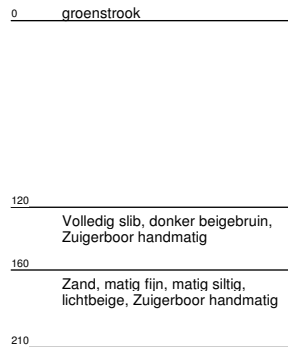 0 groenstrook
120
Volledig slib, donker beigebruin,
Zuigerboor handmatig
160
Zand, matig fijn, matig siltig,
lichtbeige, Zuigerboor handmatig
210